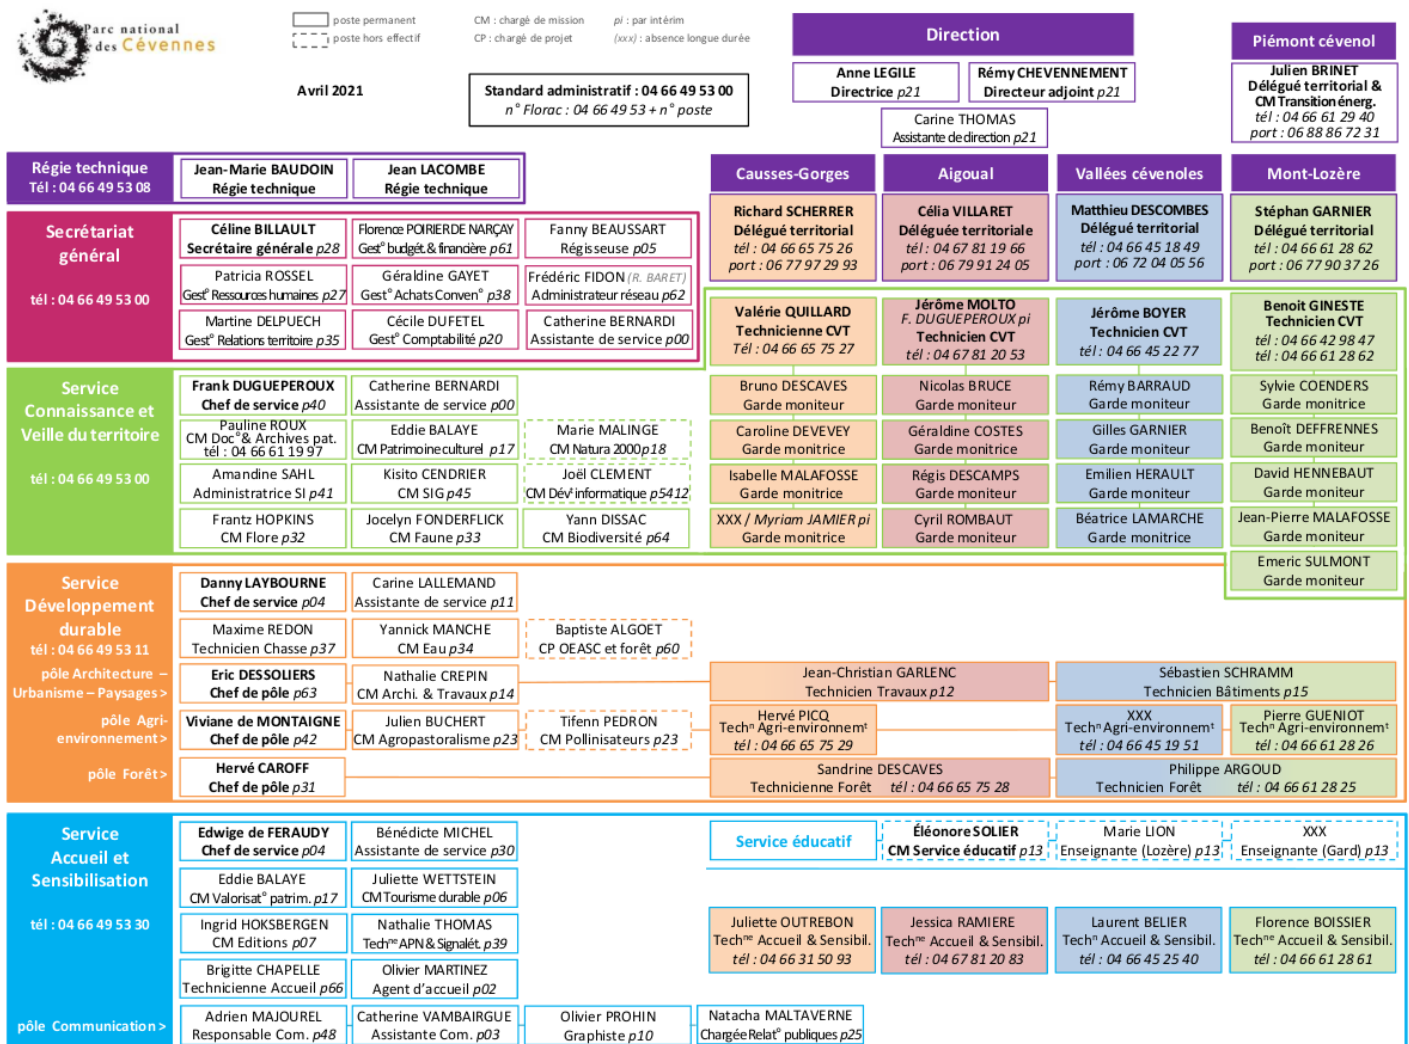 Parc national
des Cévennes
poste permanent
poste hors effectif
CM : chargé de mission
CP : chargé de projet
pi : par intérim
(xxx) : absence longue durée
Avril 2021
Standard administratif : 04 66 49 53 00
n° Florac : 04 66 49 53 + n° poste
Direction
Anne LEGILE
Directrice p21
Rémy CHEVENNEMENT
Directeur adjoint p21
Carine THOMAS
Assistante de direction p21
Piémont cévenol
Julien BRINET
Délégué territorial &
CM Transition énerg.
tél : 04 66 61 29 40
port : 06 88 86 72 31
Régie technique
Tél : 04 66 49 53 08
Jean-Marie BAUDOIN
Régie technique
Jean LACOMBE
Régie technique
Causses-Gorges
Aigoual
Vallées cévenoles
Mont-Lozère
Richard SCHERRER
Délégué territorial
tél : 04 66 65 75 26
port : 06 77 97 29 93
Célia VILLARET
Déléguée territoriale
tél : 04 67 81 19 66
port : 06 79 91 24 05
Matthieu DESCOMBES
Délégué territorial
tél : 04 66 45 18 49
port : 06 72 04 05 56
Stéphan GARNIER
Délégué territorial
tél : 04 66 61 28 62
port : 06 77 90 37 26
Secrétariat
général
tél : 04 66 49 53 00
Céline BILLAULT
Secrétaire générale p28
Florence POIRIER DE NARÇAY
Gest° budgét. & financière p61
Fanny BEAUSSART
Régisseuse p05
Patricia ROSSEL
Gest° Ressources humaines p27
Géraldine GAYET
Gest° Achats Conven° p38
Frédéric FIDON (R. BARET)
Administrateur réseau p62
Martine DELPUECH
Gest° Relations territoire p35
Cécile DUFETEL
Gest° Comptabilité p20
Catherine BERNARDI
Assistante de service p00
Valérie QUILLARD
Technicienne CVT
Tél : 04 66 65 75 27
Jérôme MOLTO
F. DUGUEPEROUX pi
Technicien CVT
tél : 04 67 81 20 53
Jérôme BOYER
Technicien CVT
tél : 04 66 45 22 77
Benoit GINESTE
Technicien CVT
tél : 04 66 42 98 47
tél : 04 66 61 28 62
Service
Connaissance et
Veille du territoire
tél : 04 66 49 53 00
Frank DUGUEPEROUX
Chef de service p40
Catherine BERNARDI
Assistante de service p00
Pauline ROUX
CM Doc° & Archives pat.
tél : 04 66 61 19 97
Eddie BALAYE
CM Patrimoine culturel p17
Marie MALINGE
CM Natura 2000 p18
Amandine SAHL
Administratrice SI p41
Kisito CENDRIER
CM SIG p45
Joël CLEMENT
CM Dévt informatique p5412
Frantz HOPKINS
CM Flore p32
Jocelyn FONDERFLICK
CM Faune p33
Yann DISSAC
CM Biodiversité p64
Bruno DESCAVES
Garde moniteur
Nicolas BRUCE
Garde moniteur
Rémy BARRAUD
Garde moniteur
Sylvie COENDERS
Garde monitrice
Caroline DEVEVEY
Garde monitrice
Géraldine COSTES
Garde monitrice
Gilles GARNIER
Garde moniteur
Benoît DEFFRENNES
Garde moniteur
Isabelle MALAFOSSE
Garde monitrice
Régis DESCAMPS
Garde moniteur
Emilien HERAULT
Garde moniteur
David HENNEBAUT
Garde moniteur
XXX / Myriam JAMIER pi
Garde monitrice
Cyril ROMBAUT
Garde moniteur
Béatrice LAMARCHE
Garde monitrice
Jean-Pierre MALAFOSSE
Garde moniteur
Emeric SULMONT
Garde moniteur
Service
Développement
durable
tél : 04 66 49 53 11
Danny LAYBOURNE
Chef de service p04
Carine LALLEMAND
Assistante de service p11
Maxime REDON
Technicien Chasse p37
Yannick MANCHE
CM Eau p34
Baptiste ALGOET
CP OEASC et forêt p60
pôle Architecture –
Urbanisme – Paysages >
Eric DESSOLIERS
Chef de pôle p63
Nathalie CREPIN
CM Archi. & Travaux p14
Jean-Christian GARLENC
Technicien Travaux p12
Sébastien SCHRAMM
Technicien Bâtiments p15
pôle Agri-
environnement >
Viviane de MONTAIGNE
Chef de pôle p42
Julien BUCHERT
CM Agropastoralisme p23
Tifenn PEDRON
CM Pollinisateurs p23
Hervé PICQ
Techn Agri-environnemt
tél : 04 66 65 75 29
XXX
Techn Agri-environnemt
tél : 04 66 45 19 51
Pierre GUENIOT
Techn Agri-environnemt
tél : 04 66 61 28 26
pôle Forêt >
Hervé CAROFF
Chef de pôle p31
Sandrine DESCAVES
Technicienne Forêt tél : 04 66 65 75 28
Philippe ARGOUD
Technicien Forêt tél : 04 66 61 28 25
Service
Accueil et
Sensibilisation
tél : 04 66 49 53 30
Edwige de FERAUDY
Chef de service p04
Bénédicte MICHEL
Assistante de service p30
Service éducatif
Éléonore SOLIER
CM Service éducatif p13
Marie LION
Enseignante (Lozère) p13
XXX
Enseignante (Gard) p13
Eddie BALAYE
CM Valorisat° patrim. p17
Juliette WETTSTEIN
CM Tourisme durable p06
Ingrid HOKSBERGEN
CM Editions p07
Nathalie THOMAS
Techne APN & Signalét. p39
Juliette OUTREBON
Techne Accueil & Sensibil.
tél : 04 66 31 50 93
Jessica RAMIERE
Techne Accueil & Sensibil.
tél : 04 67 81 20 83
Laurent BELIER
Techn Accueil & Sensibil.
tél : 04 66 45 25 40
Florence BOISSIER
Techne Accueil & Sensibil.
tél : 04 66 61 28 61
Brigitte CHAPELLE
Technicienne Accueil p66
Olivier MARTINEZ
Agent d'accueil p02
pôle Communication >
Adrien MAJOUREL
Responsable Com. p48
Catherine VAMBAIRGUE
Assistante Com. p03
Olivier PROHIN
Graphiste p10
Natacha MALTAVERNE
Chargée Relat° publiques p25